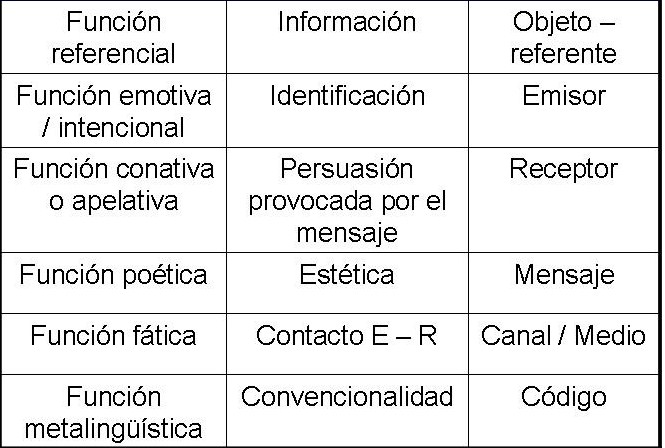 Función
referencial
Información
Objeto –
referente
Función emotiva
/ intencional
Identificación
Emisor
Función conativa
o apelativa
Persuasión
provocada por el
mensaje
Receptor
Función poética
Estética
Mensaje
Función fática
Contacto E – R
Canal / Medio
Función
metalingüística
Convencionalidad
Código